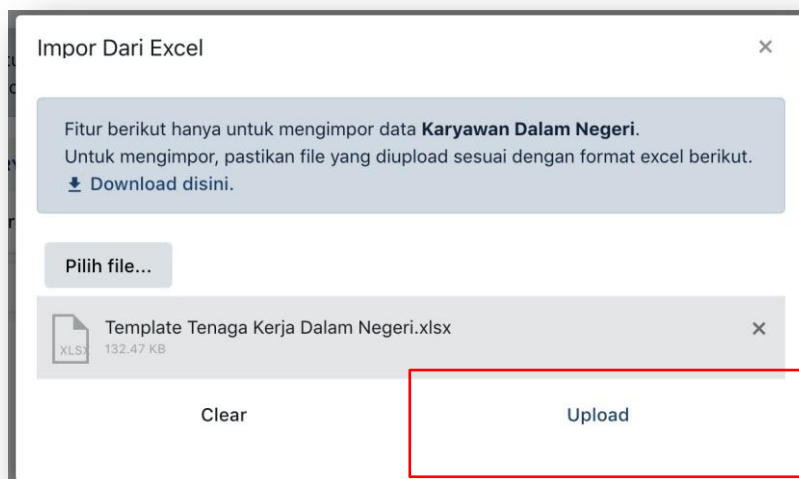 Impor Dari Excel
Fitur berikut hanya untuk mengimpor data Karyawan Dalam Negeri.
Untuk mengimpor, pastikan file yang diupload sesuai dengan format excel berikut.
Download disini.
Pilih file...
XLSX
Template Tenaga Kerja Dalam Negeri.xlsx
132.47 KB
Clear
Upload